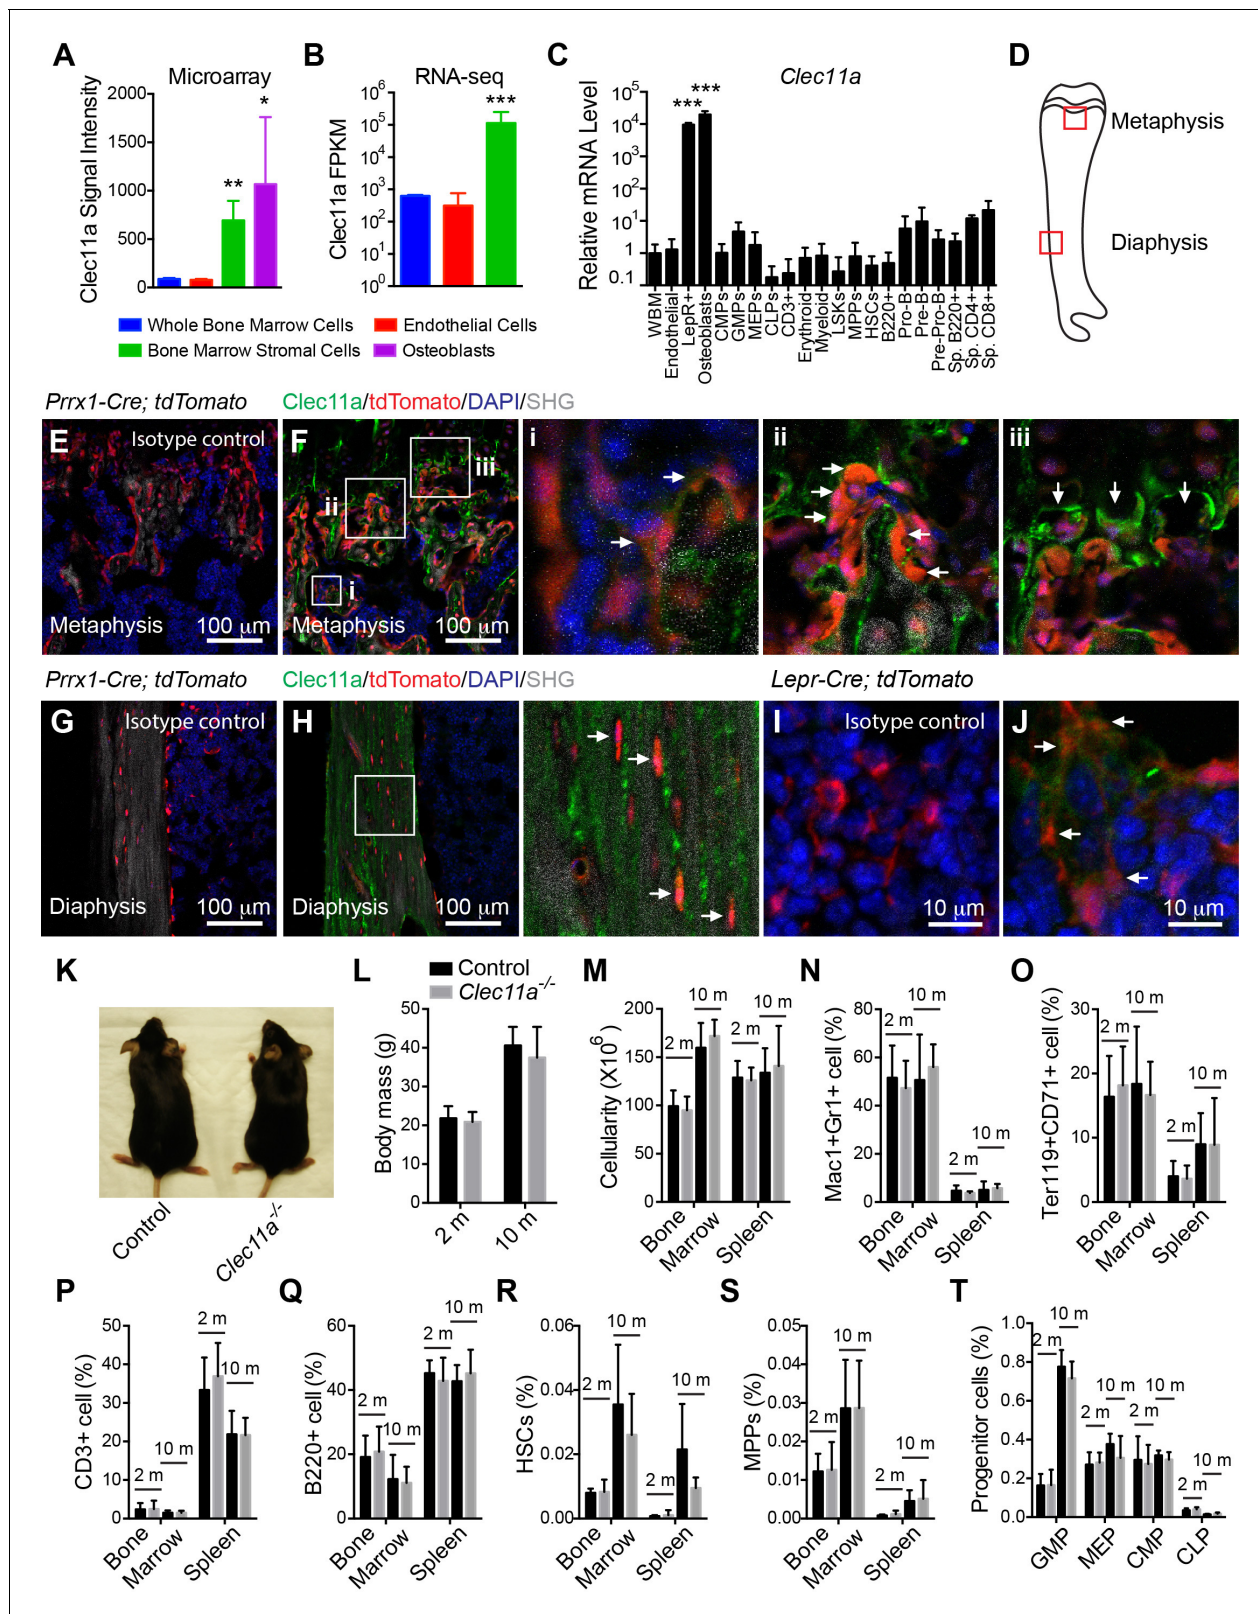 A
Microarray
Clec11a Signal Intensity
2000
1500
1000
500
0
**
*
B
RNA-seq
Clec11a FPKM
10^6
10^5
10^4
10^3
10^2
10^1
10^0
***
Whole Bone Marrow Cells
Endothelial Cells
Bone Marrow Stromal Cells
Osteoblasts
C
Clec11a
Relative mRNA Level
10^5
10^4
10^3
10^2
10
1
0.1
***
***
WBM
Endothelial
LepR+
Osteoblasts
CMPs
GMPs
MEPs
CLPs
CD3+
Erythroid
Myeloid
LSKs
MPPs
HSCs
B220+
Pro-B
Pre-B
Pre-Pro-B
Sp. B220+
Sp. CD4+
Sp. CD8+
D
Metaphysis
Diaphysis
Prrx1-Cre; tdTomato
Clec11a/tdTomato/DAPI/SHG
E
Isotype control
Metaphysis
100 μm
F
i
ii
iii
Metaphysis
100 μm
i
ii
iii
Prrx1-Cre; tdTomato
Clec11a/tdTomato/DAPI/SHG
Lepr-Cre; tdTomato
G
Isotype control
Diaphysis
100 μm
H
Diaphysis
100 μm
I
Isotype control
10 μm
J
10 μm
K
Control
Clec11a-/-
L
Control
Clec11a-/-
Body mass (g)
50
40
30
20
10
0
2 m
10 m
M
Cellularity (X10^6)
200
150
100
50
0
2 m
10 m
2 m
10 m
Bone
Marrow
Spleen
N
Mac1+Gr1+ cell (%)
80
60
40
20
0
2 m
10 m
2 m
10 m
Bone
Marrow
Spleen
O
Ter119+CD71+ cell (%)
30
20
10
0
2 m
10 m
2 m
10 m
Bone
Marrow
Spleen
P
CD3+ cell (%)
50
40
30
20
10
0
2 m
10 m
2 m
10 m
Bone
Marrow
Spleen
Q
B220+ cell (%)
60
40
20
0
2 m
10 m
2 m
10 m
Bone
Marrow
Spleen
R
HSCs (%)
0.06
0.04
0.02
0.00
2 m
10 m
2 m
10 m
Bone
Marrow
Spleen
S
MPPs (%)
0.05
0.04
0.03
0.02
0.01
0.00
2 m
10 m
2 m
10 m
Bone
Marrow
Spleen
T
Progenitor cells (%)
1.0
0.8
0.6
0.4
0.2
0.0
2 m
10 m
2 m
10 m
2 m
10 m
2 m
10 m
GMP
MEP
CMP
CLP